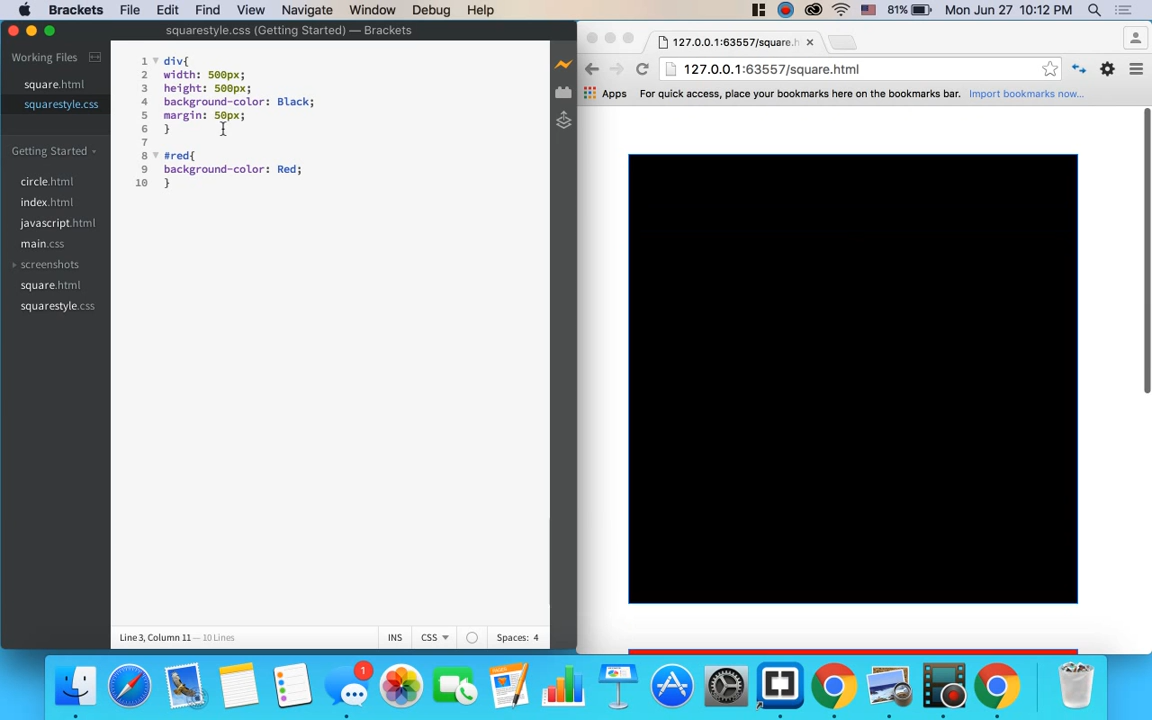 Brackets File Edit Find View Navigate Window Debug Help 81% Mon Jun 27 10:12 PM
squarestyle.css (Getting Started) — Brackets
Working Files
square.html
squarestyle.css
Getting Started
circle.html
index.html
javascript.html
main.css
screenshots
square.html
squarestyle.css
1 div{
2 width: 500px;
3 height: 500px;
4 background-color: Black;
5 margin: 50px;
6 }
7
8 #red{
9 background-color: Red;
10 }
Line 3, Column 11 — 10 Lines INS CSS Spaces: 4
127.0.0.1:63557/square.h
127.0.0.1:63557/square.html
Apps For quick access, place your bookmarks here on the bookmarks bar. Import bookmarks now...
1